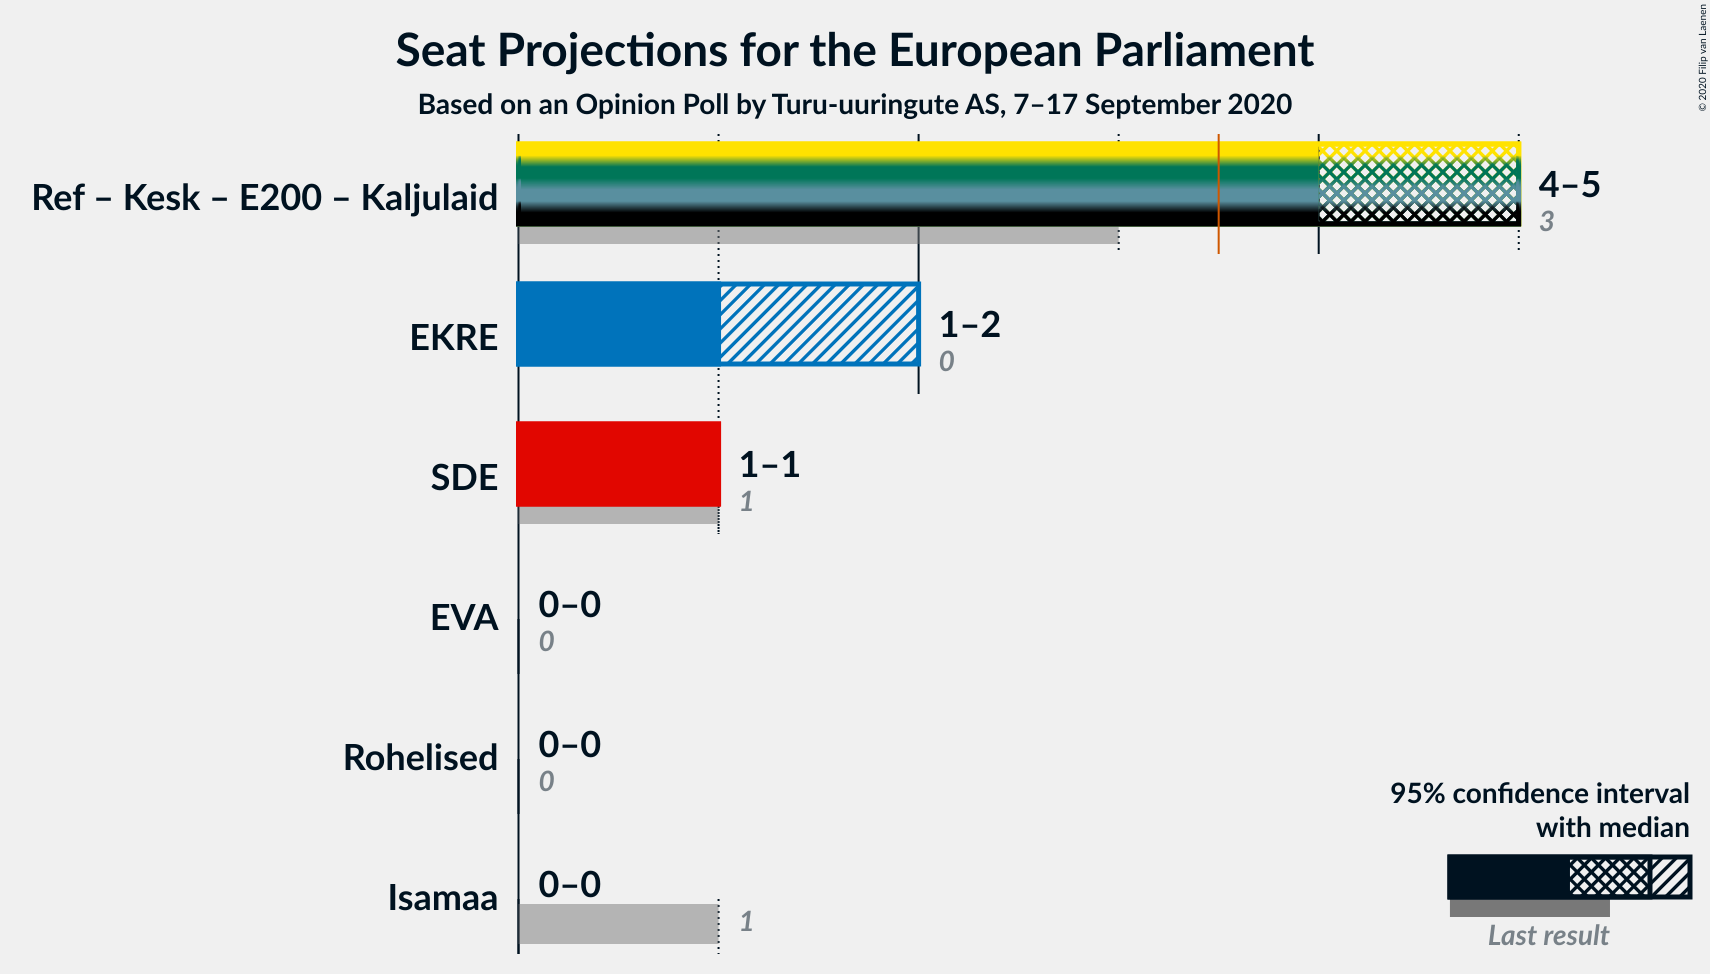 Seat Projections for the European Parliament
Based on an Opinion Poll by Turu-uuringute AS, 7–17 September 2020
© 2020 Filip van Laenen
Ref – Kesk – E200 – Kaljulaid
4–5
3
EKRE
1–2
0
SDE
1–1
1
EVA
0–0
0
Rohelised
0–0
0
Isamaa
0–0
1
95% confidence interval
with median
Last result